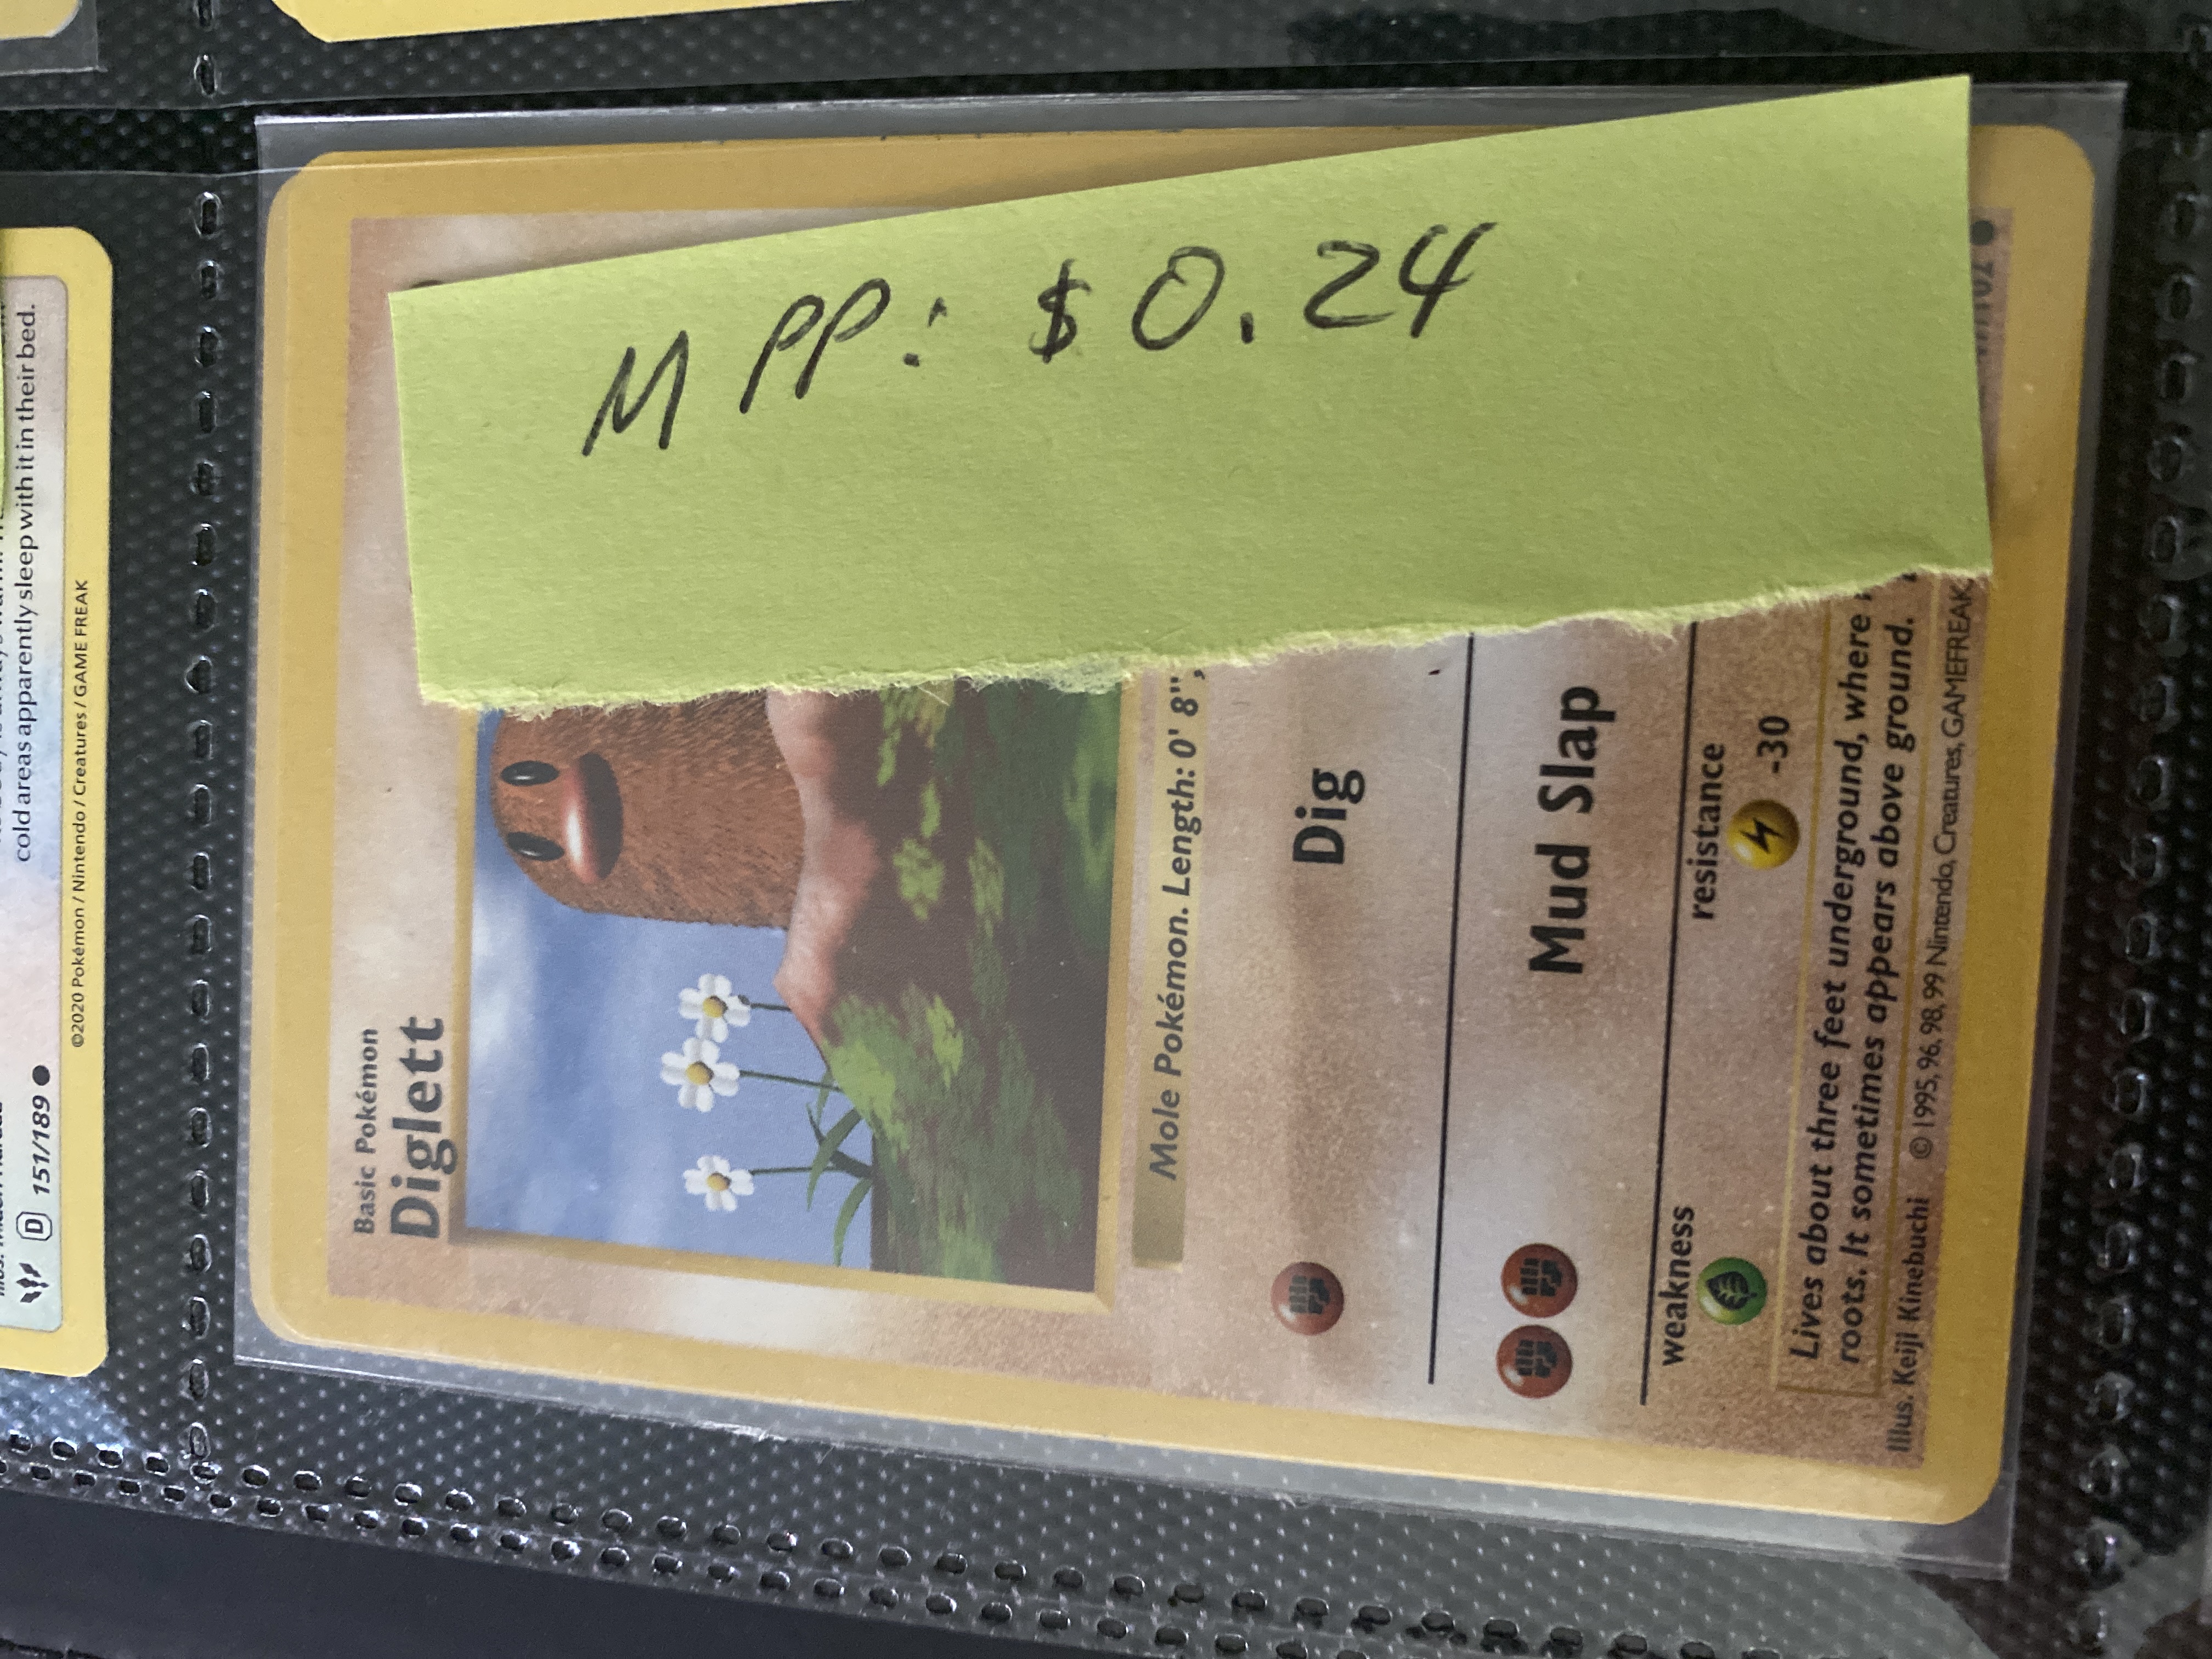 cold areas apparently sleep with it in their bed.
D 151/189 ●
©2020 Pokémon / Nintendo / Creatures / GAME FREAK
MPP: $0.24
Basic Pokémon
Diglett
Mole Pokémon. Length: 0' 8",
Dig
Mud Slap
weakness
resistance
-30
Lives about three feet underground, where
roots. It sometimes appears above ground.
Illus. Keiji Kinebuchi
© 1995, 96, 98, 99 Nintendo, Creatures, GAMEFREAK